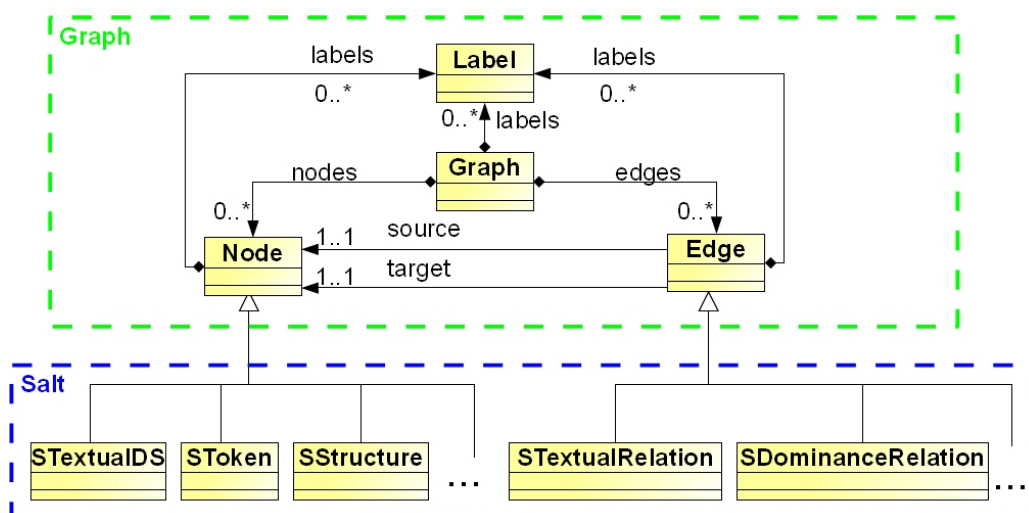 Graph
labels
Label
labels
0..*
0..*
0..*
labels
nodes
Graph
edges
0..*
0..*
Node
1..1
source
Edge
1..1
target
Salt
STextualDS
SToken
SStructure
...
STextualRelation
SDominanceRelation
...